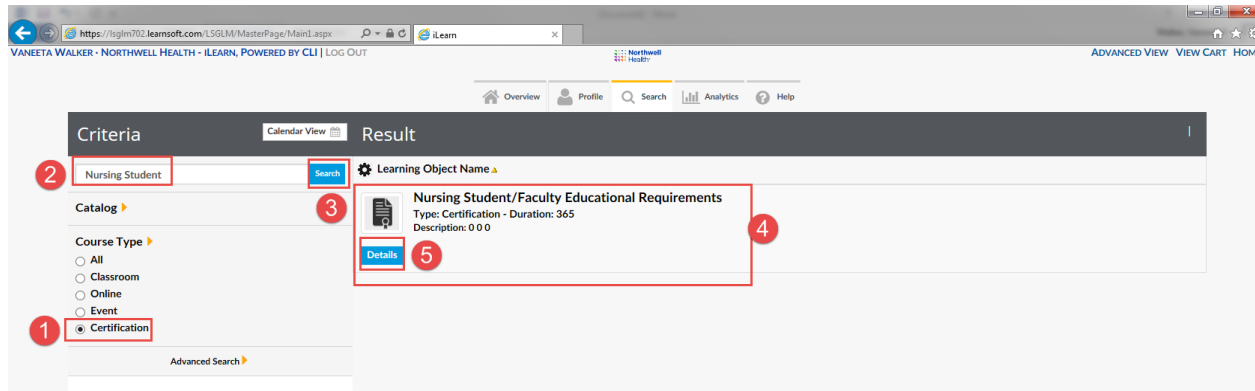 https://lsglm702.learnsoft.com/LSGLM/MasterPage/Main1.aspx
iLearn
VANEETA WALKER - NORTHWELL HEALTH - ILEARN, POWERED BY CLI | LOG OUT
Northwell
Health
ADVANCED VIEW VIEW CART HOM
Overview Profile Search Analytics Help
Criteria
Calendar View
Result
2
Nursing Student
Search
3
Learning Object Name
Catalog
Nursing Student/Faculty Educational Requirements
Type: Certification - Duration: 365
Description: 0 0 0
4
Details
5
Course Type
All
Classroom
Online
Event
1
Certification
Advanced Search